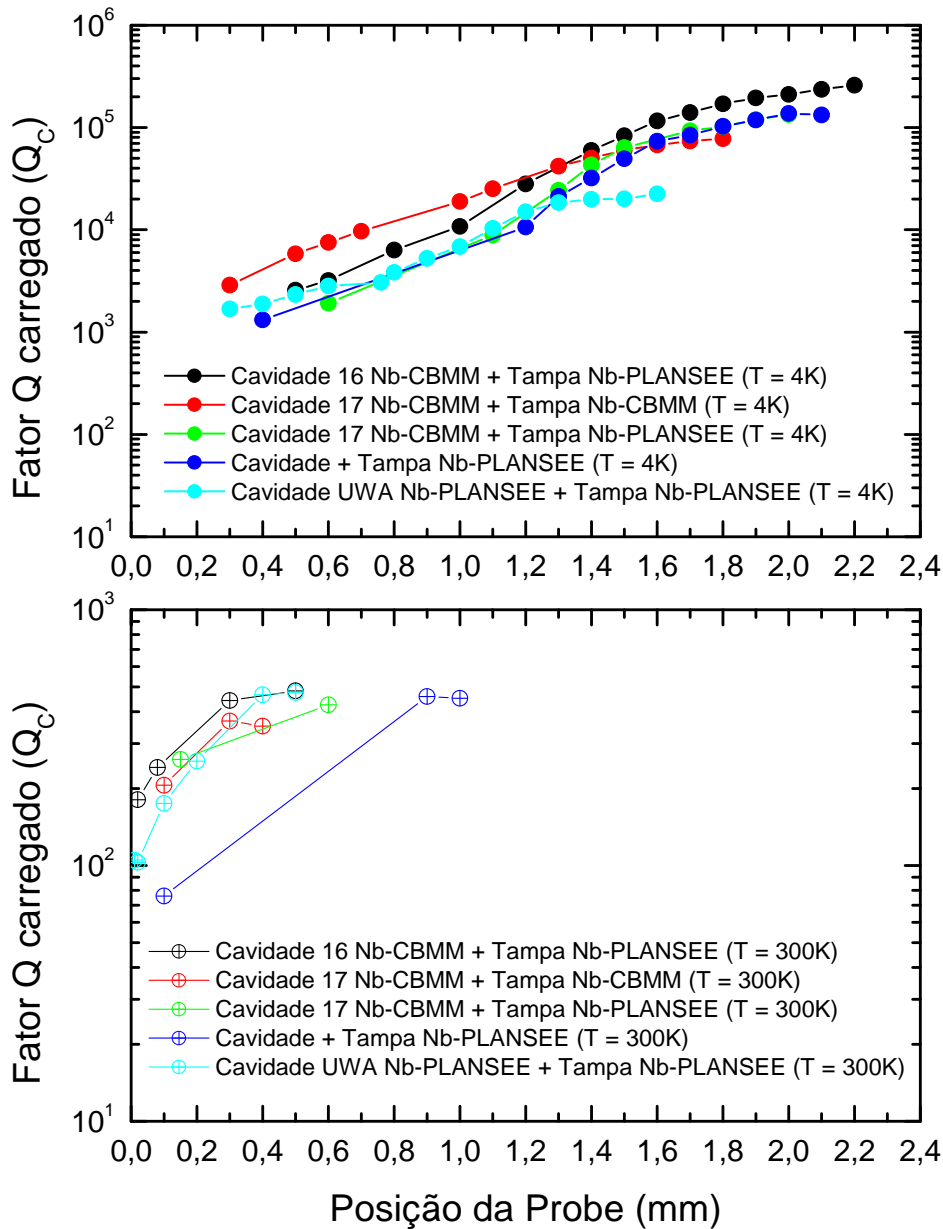 10^6
10^5
10^4
10^3
10^2
10^1
Fator Q carregado (Q_C)
Cavidade 16 Nb-CBMM + Tampa Nb-PLANSEE (T = 4K)
Cavidade 17 Nb-CBMM + Tampa Nb-CBMM (T = 4K)
Cavidade 17 Nb-CBMM + Tampa Nb-PLANSEE (T = 4K)
Cavidade + Tampa Nb-PLANSEE (T = 4K)
Cavidade UWA Nb-PLANSEE + Tampa Nb-PLANSEE (T = 4K)
0,0 0,2 0,4 0,6 0,8 1,0 1,2 1,4 1,6 1,8 2,0 2,2 2,4
10^3
10^2
10^1
Fator Q carregado (Q_C)
Cavidade 16 Nb-CBMM + Tampa Nb-PLANSEE (T = 300K)
Cavidade 17 Nb-CBMM + Tampa Nb-CBMM (T = 300K)
Cavidade 17 Nb-CBMM + Tampa Nb-PLANSEE (T = 300K)
Cavidade + Tampa Nb-PLANSEE (T = 300K)
Cavidade UWA Nb-PLANSEE + Tampa Nb-PLANSEE (T = 300K)
0,0 0,2 0,4 0,6 0,8 1,0 1,2 1,4 1,6 1,8 2,0 2,2 2,4
Posição da Probe (mm)